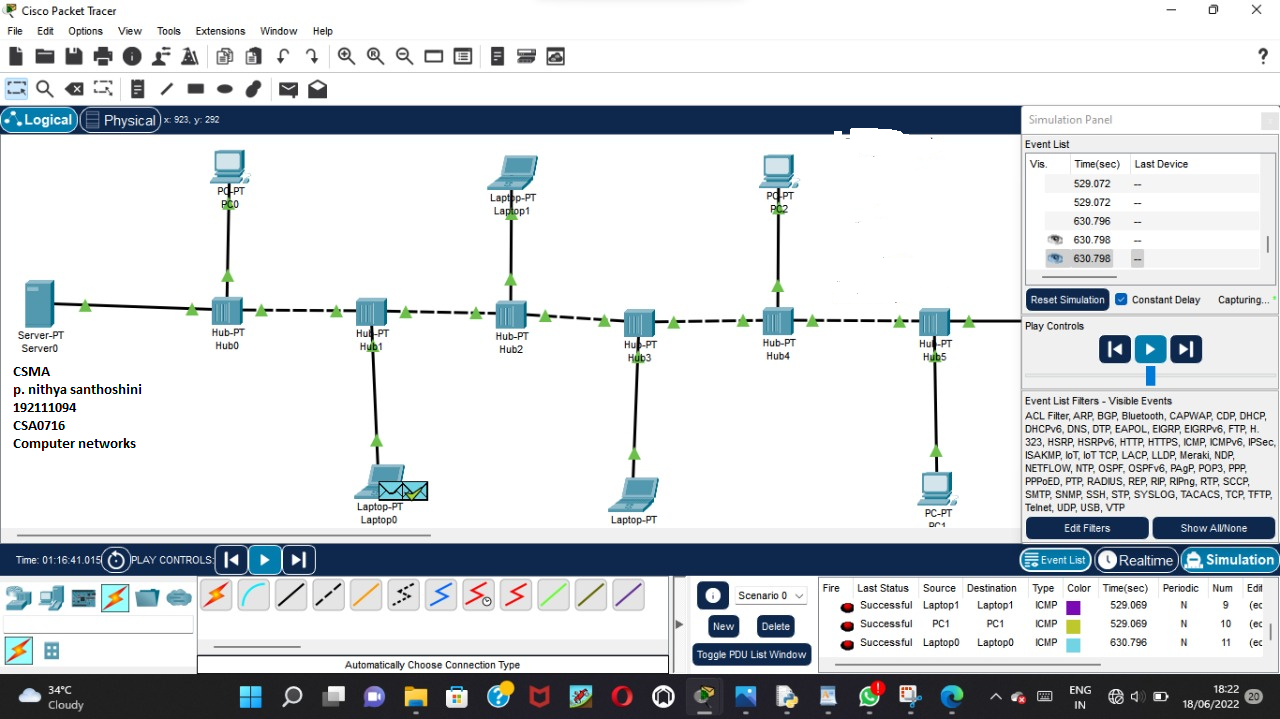 Cisco Packet Tracer
File Edit Options View Tools Extensions Window Help
Logical Physical x: 923, y: 292
Simulation Panel
Event List
Vis. Time(sec) Last Device
529.072 --
529.072 --
630.796 --
630.798 --
630.798 --
Reset Simulation Constant Delay Capturing...
Play Controls
Event List Filters - Visible Events
ACL Filter, ARP, BGP, Bluetooth, CAPWAP, CDP, DHCP,
DHCPv6, DNS, DTP, EAPOL, EIGRP, EIGRPv6, FTP, H.
323, HSRP, HSRPv6, HTTP, HTTPS, ICMP, ICMPv6, IPSec,
ISAKMP, IoT, IoT TCP, LACP, LLDP, Meraki, NDP,
NETFLOW, NTP, OSPF, OSPFv6, PAgP, POP3, PPP,
PPPoED, PTP, RADIUS, REP, RIP, RIPng, RTP, SCCP,
SMTP, SNMP, SSH, STP, SYSLOG, TACACS, TCP, TFTP,
Telnet, UDP, USB, VTP
Edit Filters Show All/None
PC-PT
PC0
Laptop-PT
Laptop1
PC-PT
PC2
Server-PT
Server0
Hub-PT
Hub0
Hub-PT
Hub1
Hub-PT
Hub2
Hub-PT
Hub3
Hub-PT
Hub4
Hub-PT
Hub5
CSMA
p. nithya santhoshini
192111094
CSA0716
Computer networks
Laptop-PT
Laptop0
Laptop-PT
PC-PT
PC1
Time: 01:16:41.015 PLAY CONTROLS:
Event List Realtime Simulation
Automatically Choose Connection Type
Scenario 0
New Delete
Toggle PDU List Window
Fire Last Status Source Destination Type Color Time(sec) Periodic Num Edit
Successful Laptop1 Laptop1 ICMP 529.069 N 9 (ec
Successful PC1 PC1 ICMP 529.069 N 10 (ec
Successful Laptop0 Laptop0 ICMP 630.796 N 11 (ec
34°C
Cloudy
ENG
IN
18:22
18/06/2022
20